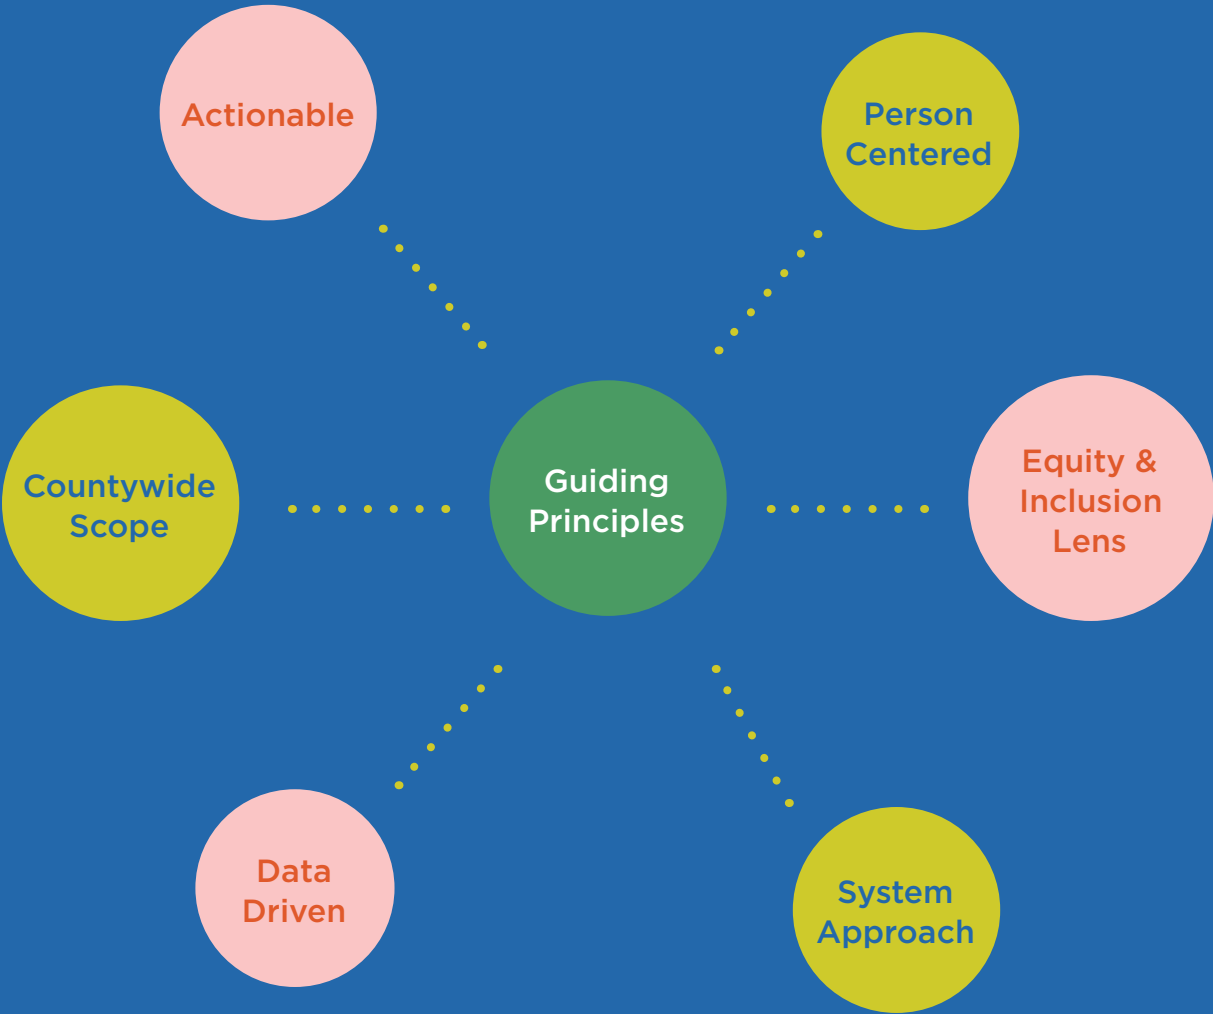 Actionable
Person
Centered
Countywide
Scope
Guiding
Principles
Equity &
Inclusion
Lens
Data
Driven
System
Approach